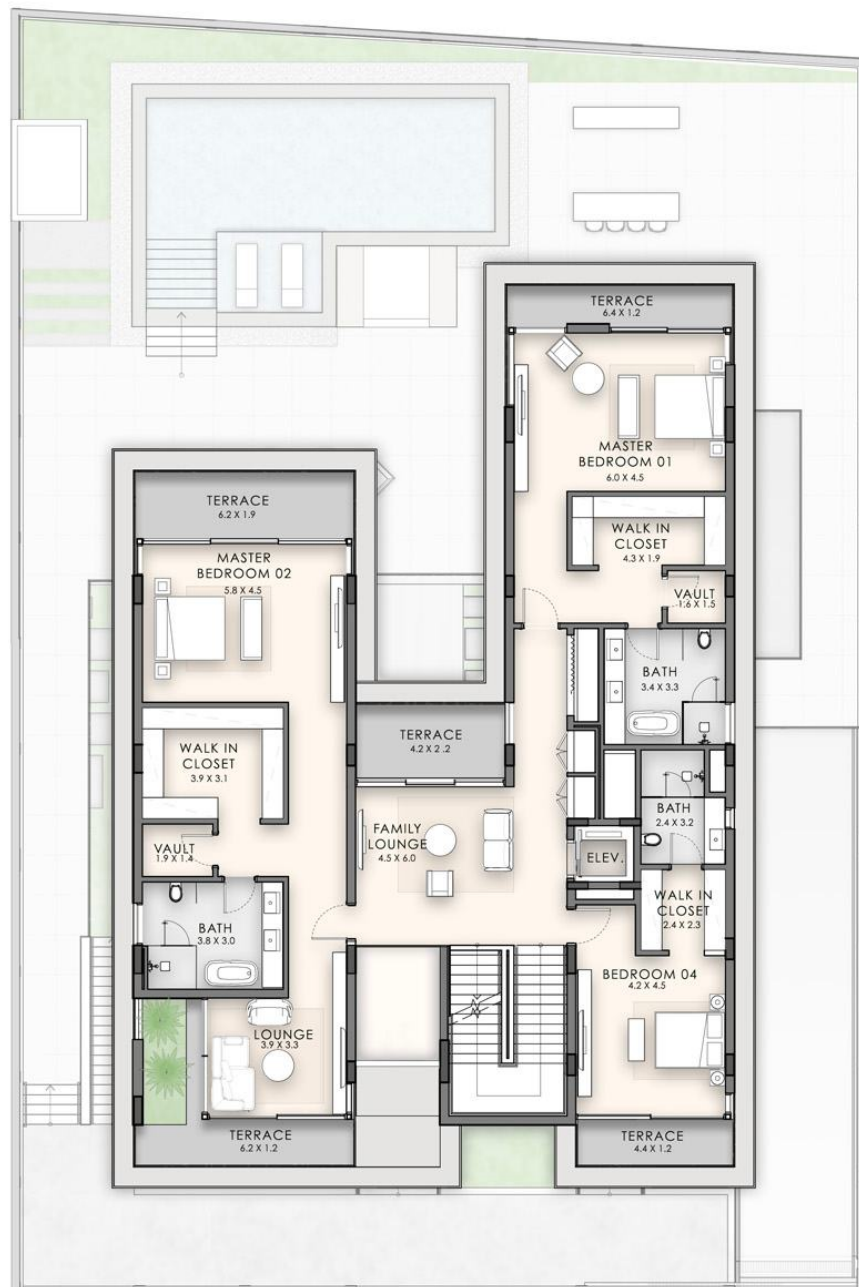 TERRACE
6.4 X 1.2
MASTER
BEDROOM 01
6.0 X 4.5
WALK IN
CLOSET
4.3 X 1.9
VAULT
1.6 X 1.5
BATH
3.4 X 3.3
TERRACE
6.2 X 1.9
MASTER
BEDROOM 02
5.8 X 4.5
WALK IN
CLOSET
3.9 X 3.1
VAULT
1.9 X 1.4
BATH
3.8 X 3.0
TERRACE
4.2 X 2.2
FAMILY
LOUNGE
4.5 X 6.0
ELEV.
BATH
2.4 X 3.2
WALK IN
CLOSET
2.4 X 2.3
BEDROOM 04
4.2 X 4.5
LOUNGE
3.9 X 3.3
TERRACE
6.2 X 1.2
TERRACE
4.4 X 1.2